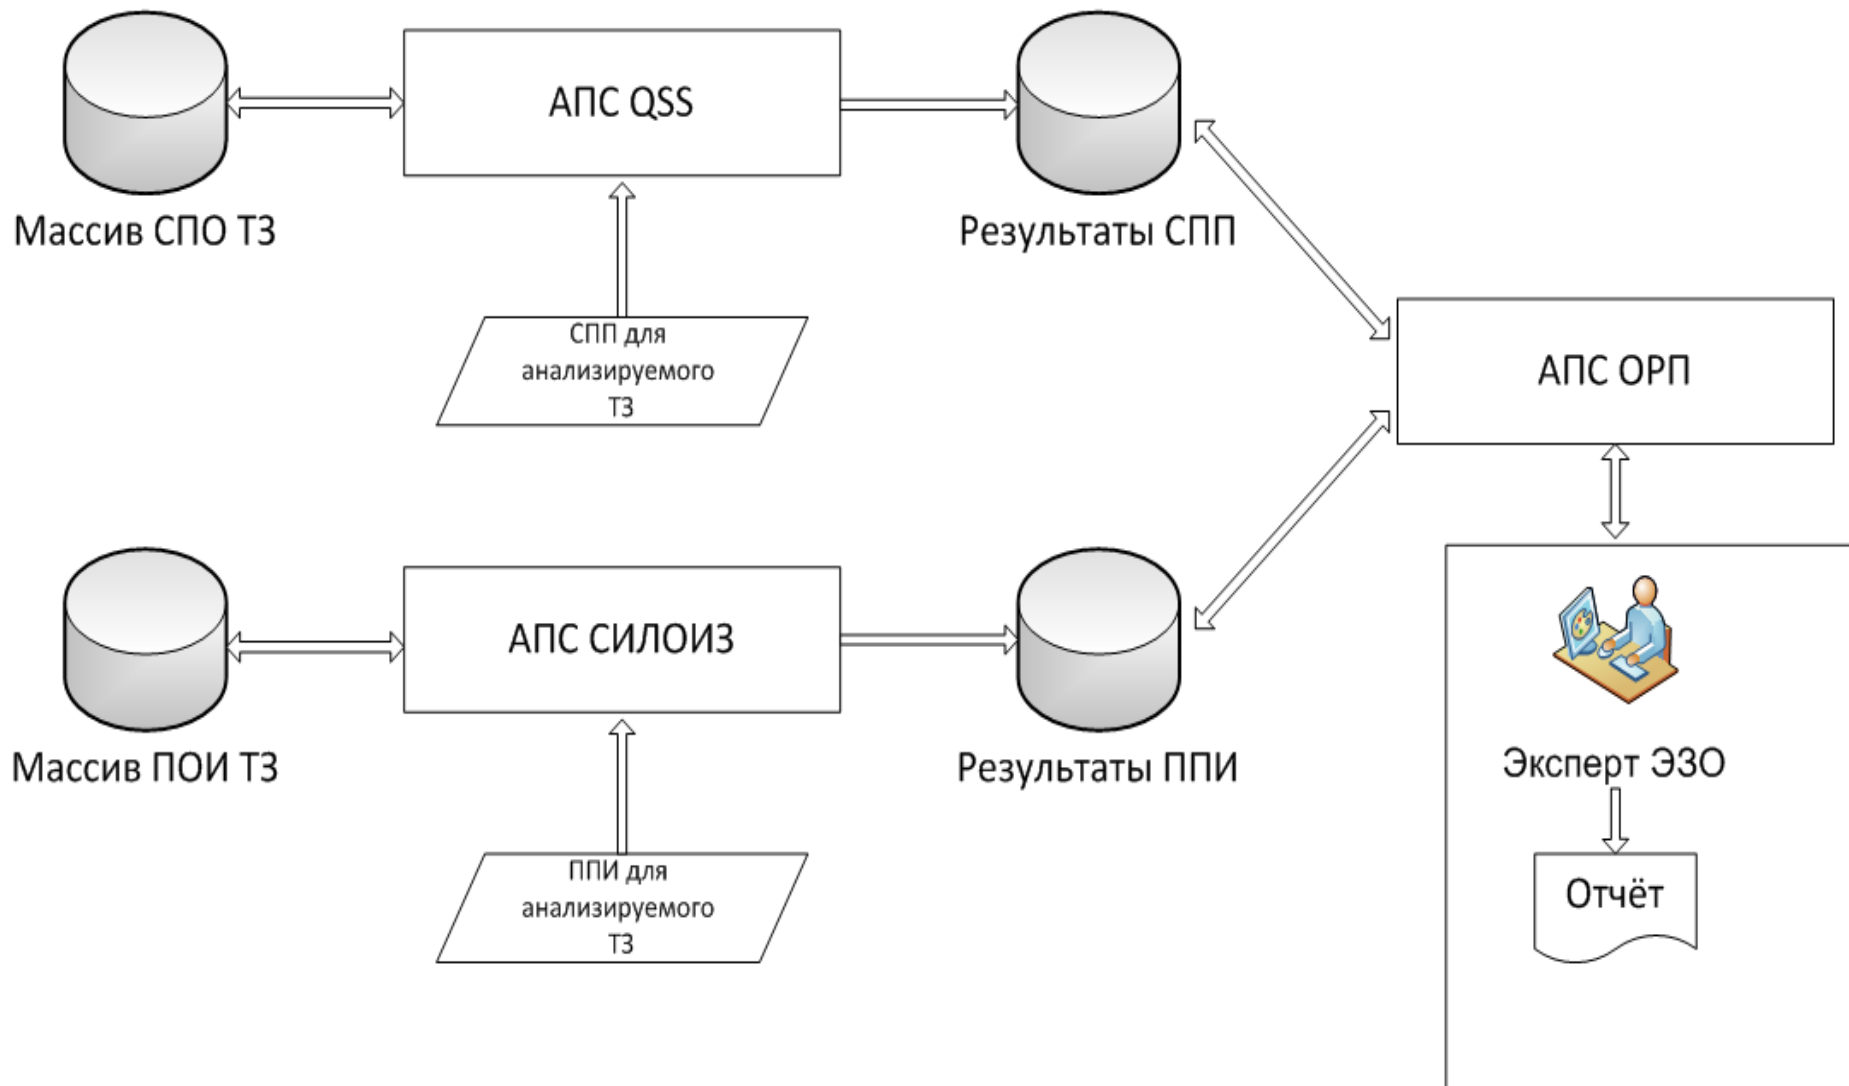 АПС QSS
Массив СПО ТЗ
Результаты СПП
СПП для
анализируемого
ТЗ
АПС ОРП
АПС СИЛОИЗ
Массив ПОИ ТЗ
Результаты ППИ
ППИ для
анализируемого
ТЗ
Эксперт ЭЗО
Отчёт